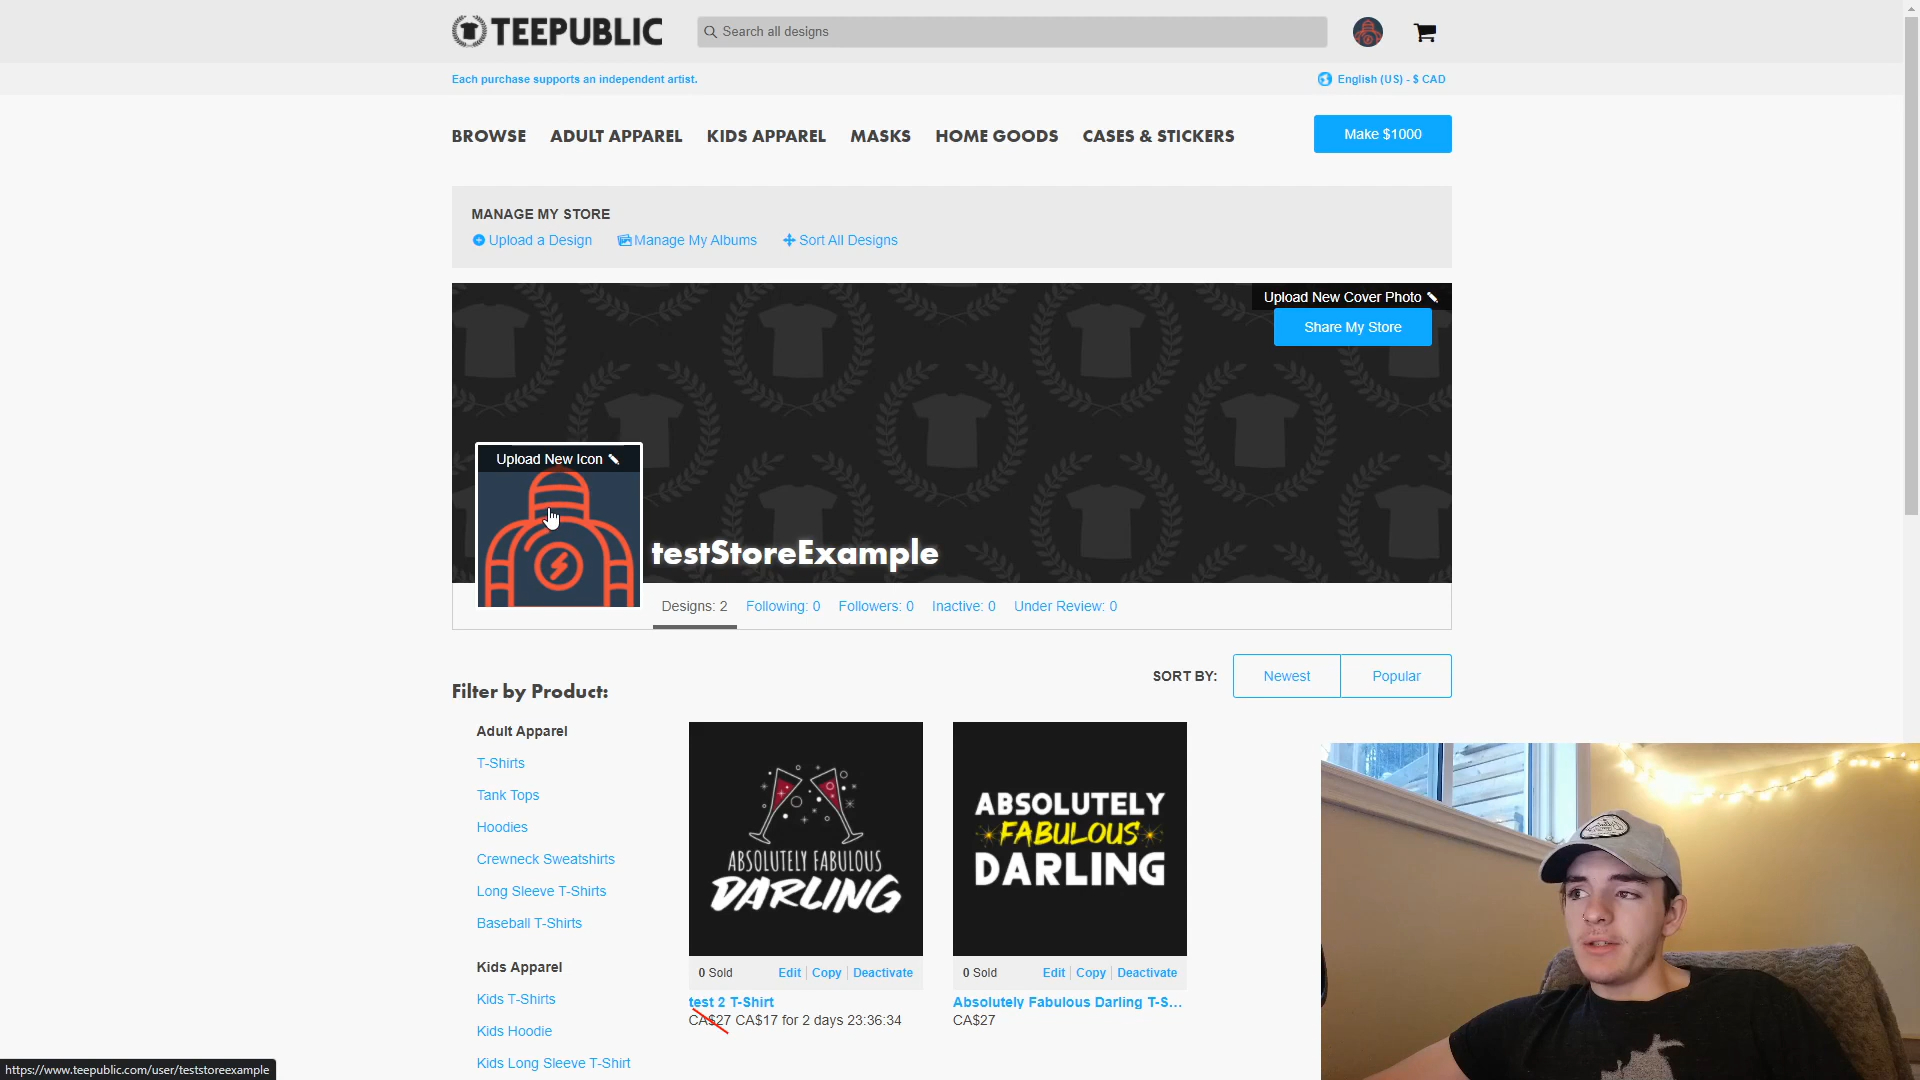 TEEPUBLIC
Search all designs
Each purchase supports an independent artist.
English (US) - $ CAD
BROWSE
ADULT APPAREL
KIDS APPAREL
MASKS
HOME GOODS
CASES & STICKERS
Make $1000
MANAGE MY STORE
Upload a Design
Manage My Albums
Sort All Designs
Upload New Cover Photo
Share My Store
Upload New Icon
testStoreExample
Designs: 2
Following: 0
Followers: 0
Inactive: 0
Under Review: 0
SORT BY:
Newest
Popular
Filter by Product:
Adult Apparel
T-Shirts
Tank Tops
Hoodies
Crewneck Sweatshirts
Long Sleeve T-Shirts
Baseball T-Shirts
Kids Apparel
Kids T-Shirts
Kids Hoodie
Kids Long Sleeve T-Shirt
ABSOLUTELY FABULOUS
DARLING
0 Sold
Edit
Copy
Deactivate
test 2 T-Shirt
CA$27 CA$17 for 2 days 23:36:34
ABSOLUTELY
FABULOUS
DARLING
0 Sold
Edit
Copy
Deactivate
Absolutely Fabulous Darling T-S...
CA$27
https://www.teepublic.com/user/teststoreexample